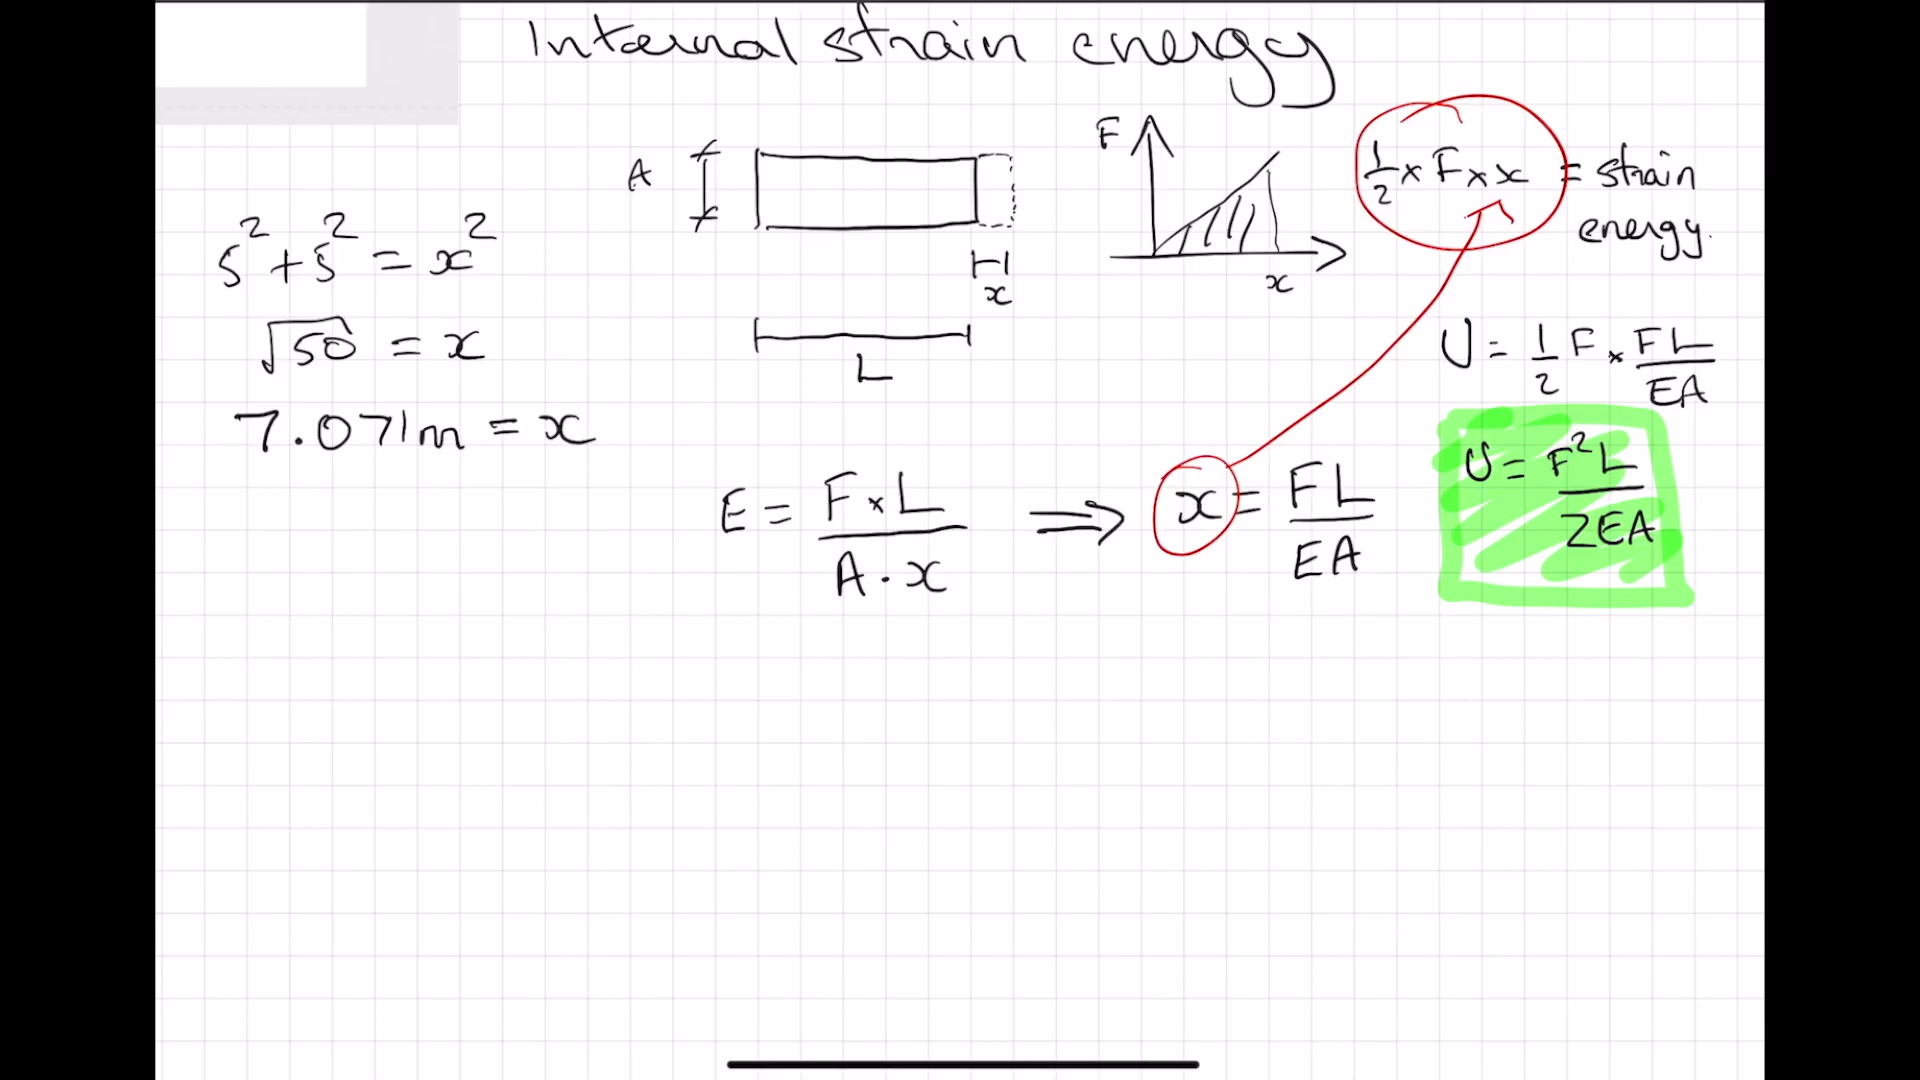 Internal strain energy
5² + 5² = x²
√50 = x
7.071m = x
A
x
L
F
x
1/2 × F × x = strain energy.
E = F × L / A · x ⟹ x = FL / EA
U = 1/2 F × FL / EA
U = F²L / 2EA